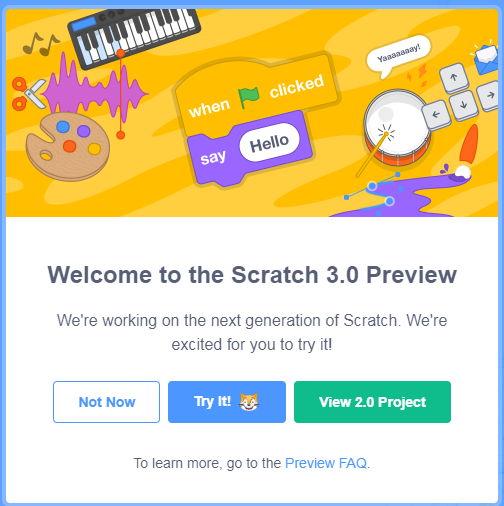 Yaaaaaaay!
when clicked
say Hello
Welcome to the Scratch 3.0 Preview
We're working on the next generation of Scratch. We're
excited for you to try it!
Not Now
Try It!
View 2.0 Project
To learn more, go to the Preview FAQ.